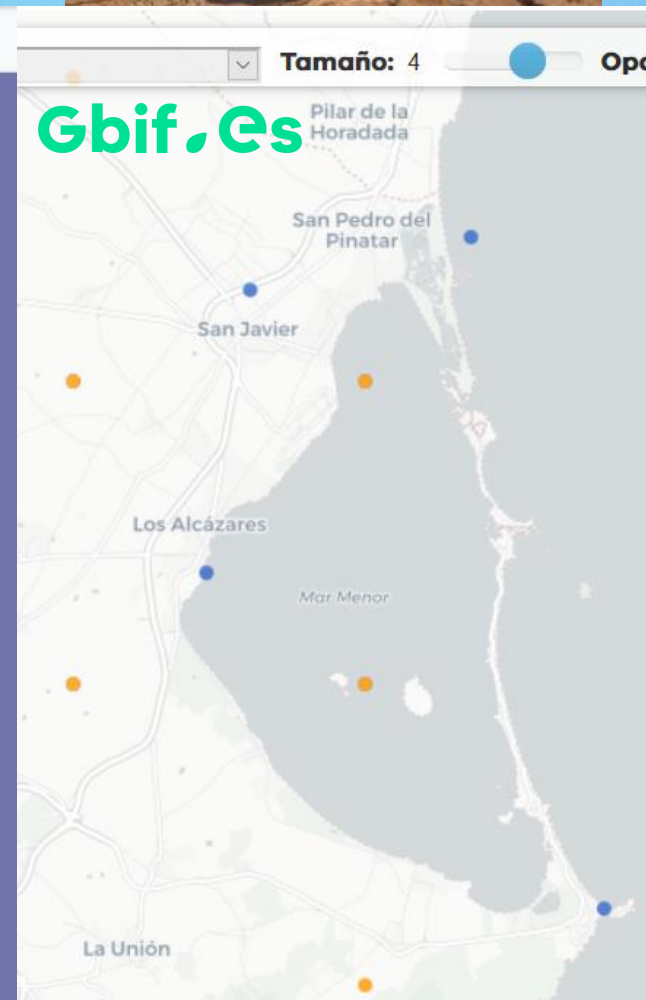 Tamaño: 4
Opa
Gbif.es
Pilar de la
Horadada
San Pedro del
Pinatar
San Javier
Los Alcázares
Mar Menor
La Unión